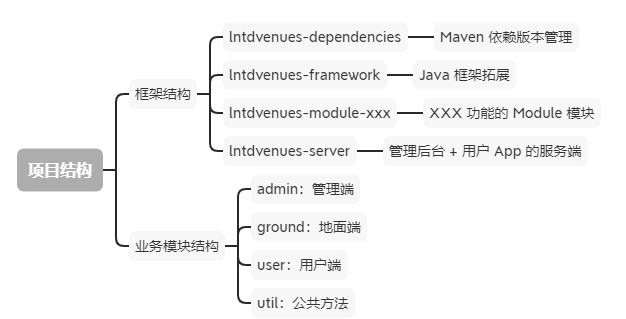 项目结构
框架结构
lntdvenues-dependencies
Maven 依赖版本管理
lntdvenues-framework
Java 框架拓展
lntdvenues-module-xxx
XXX 功能的 Module 模块
lntdvenues-server
管理后台 + 用户 App 的服务端
业务模块结构
admin：管理端
ground：地面端
user：用户端
util：公共方法